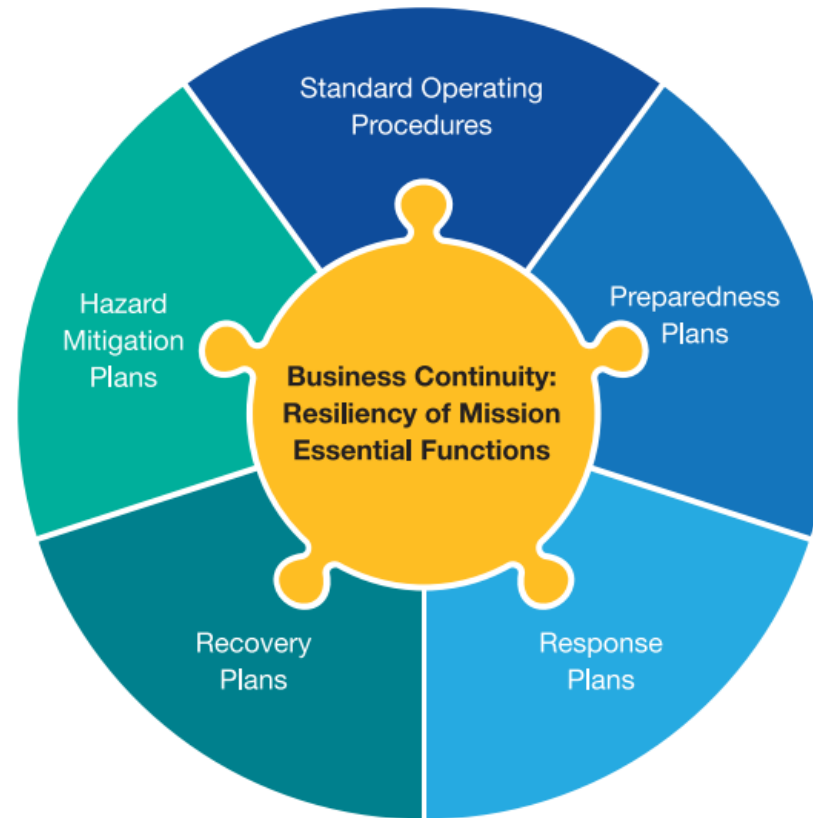 Standard Operating
Procedures
Preparedness
Plans
Response
Plans
Recovery
Plans
Hazard
Mitigation
Plans
Business Continuity:
Resiliency of Mission
Essential Functions